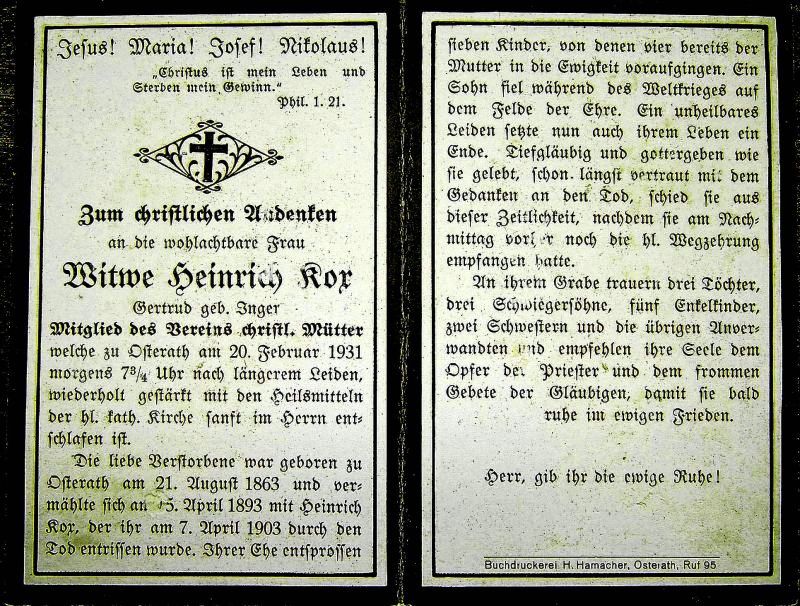 Jesus! Maria! Josef! Nikolaus!
„Christus ist mein Leben und
Sterben mein Gewinn.“
Phil. 1. 21.
Zum christlichen Andenken
an die wohlachtbare Frau
Witwe Heinrich Kox
Gertrud geb. Inger
Mitglied des Vereins christl. Mütter
welche zu Osterath am 20. Februar 1931
morgens 7¾ Uhr nach längerem Leiden,
wiederholt gestärkt mit den Heilsmitteln
der hl. kath. Kirche sanft im Herrn ent-
schlafen ist.
Die liebe Verstorbene war geboren zu
Osterath am 21. August 1863 und ver-
mählte sich am 5. April 1893 mit Heinrich
Kox, der ihr am 7. April 1903 durch den
Tod entrissen wurde. Ihrer Ehe entsprossen
sieben Kinder, von denen vier bereits der
Mutter in die Ewigkeit voraufgingen. Ein
Sohn fiel während des Weltkrieges auf
dem Felde der Ehre. Ein unheilbares
Leiden setzte nun auch ihrem Leben ein
Ende. Tiefgläubig und gottergeben wie
sie gelebt, schon längst vertraut mit dem
Gedanken an den Tod, schied sie aus
dieser Zeitlichkeit, nachdem sie am Nach-
mittag vorher noch die hl. Wegzehrung
empfangen hatte.
An ihrem Grabe trauern drei Töchter,
drei Schwiegersöhne, fünf Enkelkinder,
zwei Schwestern und die übrigen Anver-
wandten und empfehlen ihre Seele dem
Opfer der Priester und dem frommen
Gebete der Gläubigen, damit sie bald
ruhe im ewigen Frieden.
Herr, gib ihr die ewige Ruhe!
Buchdruckerei H. Hamacher, Osterath, Ruf 95